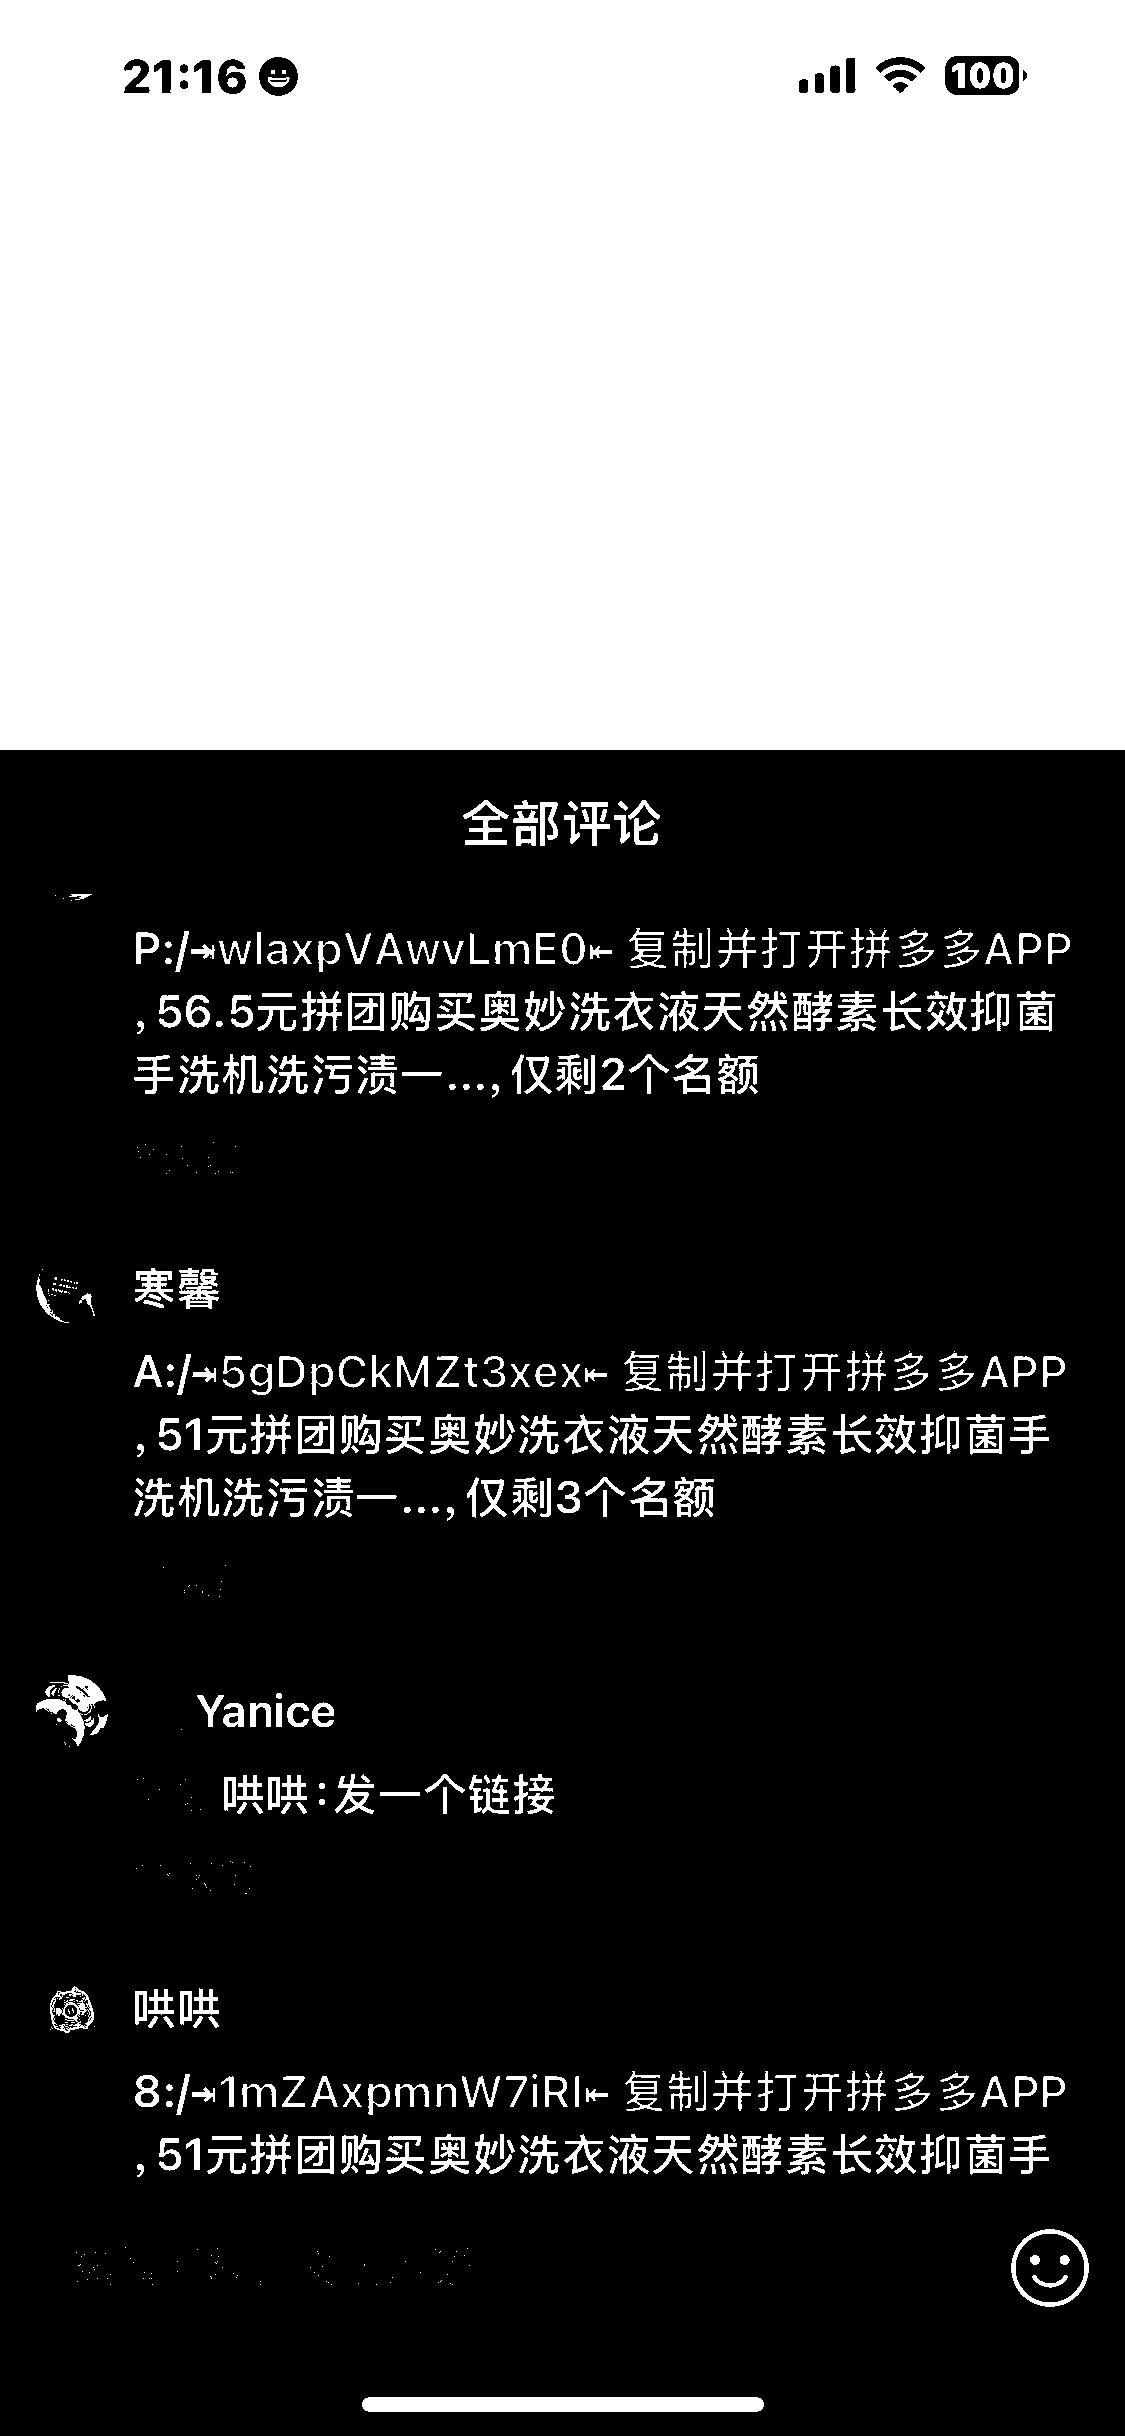 21:16
100
全部评论
P:/⇥wlaxpVAwvLmE0⇤ 复制并打开拼多多APP
,56.5元拼团购买奥妙洗衣液天然酵素长效抑菌
手洗机洗污渍一...,仅剩2个名额
寒馨
A:/⇥5gDpCkMZt3xex⇤ 复制并打开拼多多APP
,51元拼团购买奥妙洗衣液天然酵素长效抑菌手
洗机洗污渍一...,仅剩3个名额
Yanice
哄哄:发一个链接
哄哄
8:/⇥1mZAxpmnW7iRI⇤ 复制并打开拼多多APP
,51元拼团购买奥妙洗衣液天然酵素长效抑菌手